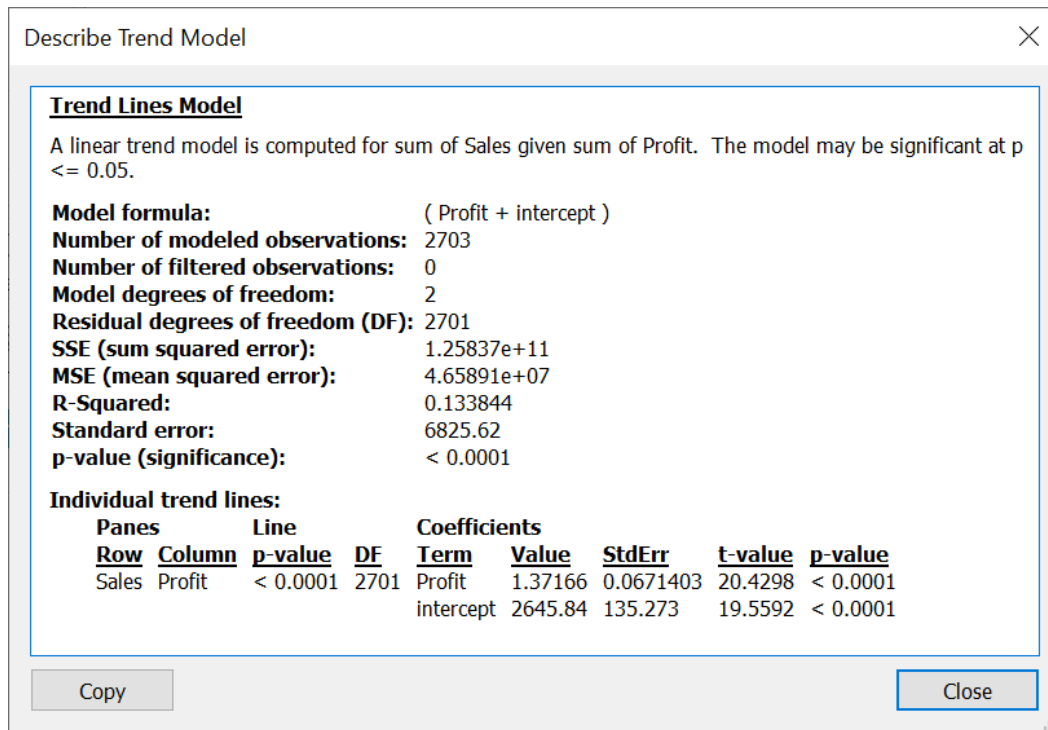 Describe Trend Model
Trend Lines Model
A linear trend model is computed for sum of Sales given sum of Profit.  The model may be significant at p
<= 0.05.
Model formula: ( Profit + intercept )
Number of modeled observations: 2703
Number of filtered observations: 0
Model degrees of freedom: 2
Residual degrees of freedom (DF): 2701
SSE (sum squared error): 1.25837e+11
MSE (mean squared error): 4.65891e+07
R-Squared: 0.133844
Standard error: 6825.62
p-value (significance): < 0.0001
Individual trend lines:
Panes Line Coefficients
Row Column p-value DF Term Value StdErr t-value p-value
Sales Profit < 0.0001 2701 Profit 1.37166 0.0671403 20.4298 < 0.0001
intercept 2645.84 135.273 19.5592 < 0.0001
Copy Close